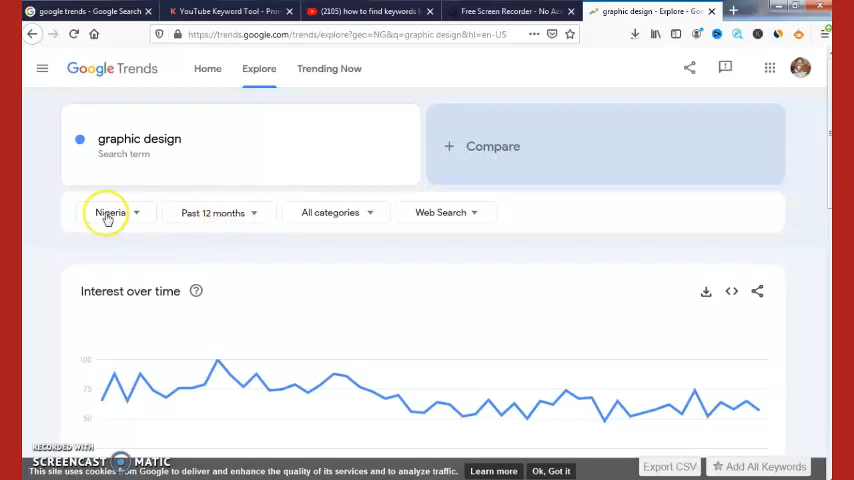 google trends - Google Search
YouTube Keyword Tool - Pro
(2105) how to find keywords
Free Screen Recorder - No Ac
graphic design - Explore - Goo
https://trends.google.com/trends/explore?geo=NG&q=graphic design&hl=en-US
Google Trends
Home
Explore
Trending Now
graphic design
Search term
+ Compare
Nigeria
Past 12 months
All categories
Web Search
Interest over time
100
75
50
RECORDED WITH
SCREENCAST MATIC
This site uses cookies from Google to deliver and enhance the quality of its services and to analyze traffic.
Learn more
Ok, Got it
Export CSV
Add All Keywords